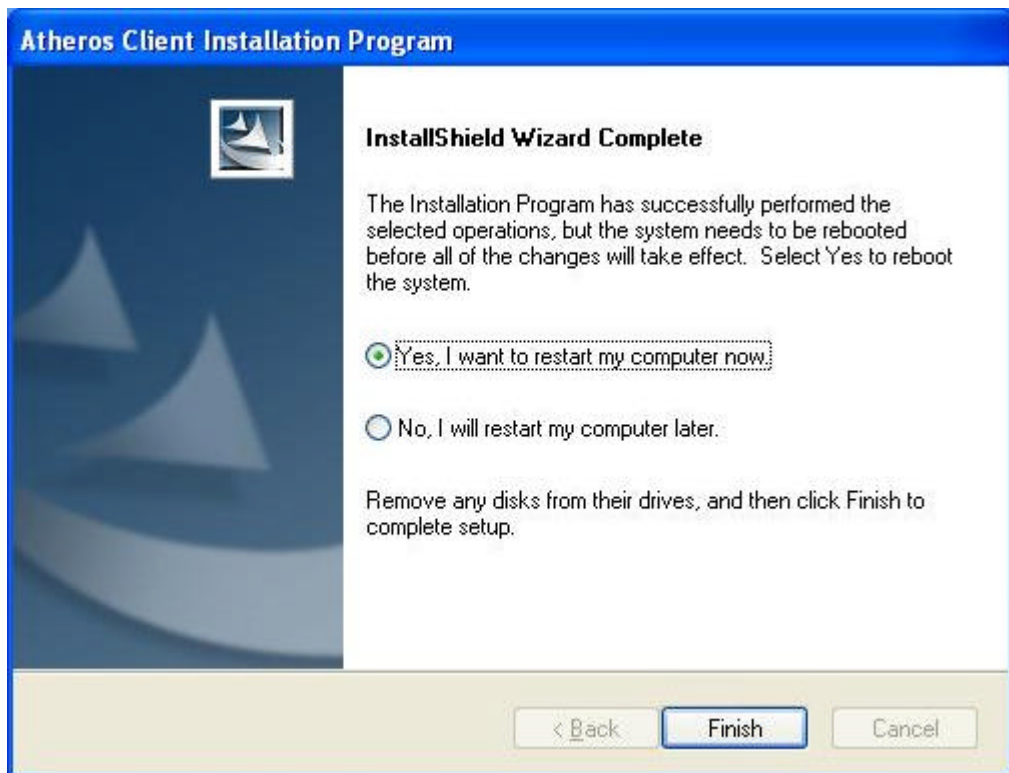 Atheros Client Installation Program
InstallShield Wizard Complete
The Installation Program has successfully performed the
selected operations, but the system needs to be rebooted
before all of the changes will take effect.  Select Yes to reboot
the system.
Yes, I want to restart my computer now.
No, I will restart my computer later.
Remove any disks from their drives, and then click Finish to
complete setup.
< Back Finish Cancel